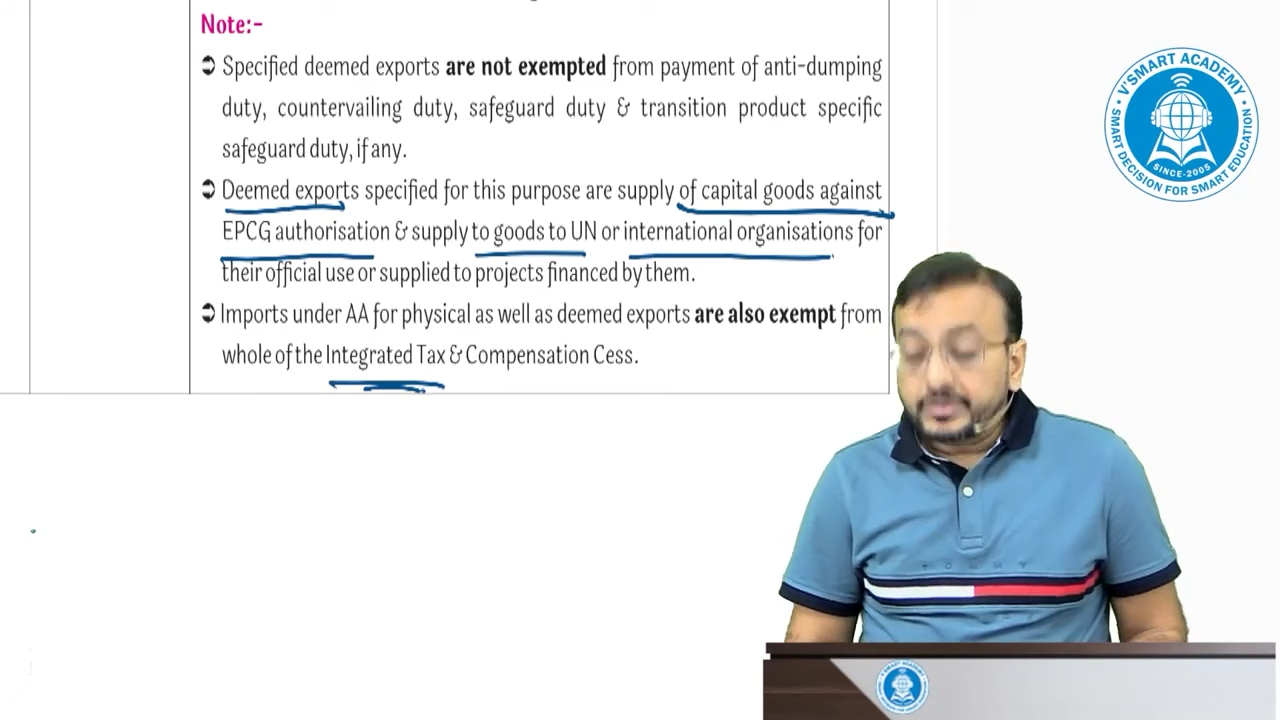 Note:-
➲ Specified deemed exports are not exempted from payment of anti-dumping
duty, countervailing duty, safeguard duty & transition product specific
safeguard duty, if any.
➲ Deemed exports specified for this purpose are supply of capital goods against
EPCG authorisation & supply to goods to UN or international organisations for
their official use or supplied to projects financed by them.
➲ Imports under AA for physical as well as deemed exports are also exempt from
whole of the Integrated Tax & Compensation Cess.
V'SMART ACADEMY
SINCE-2005
SMART DECISION FOR SMART EDUCATION
TOMMY